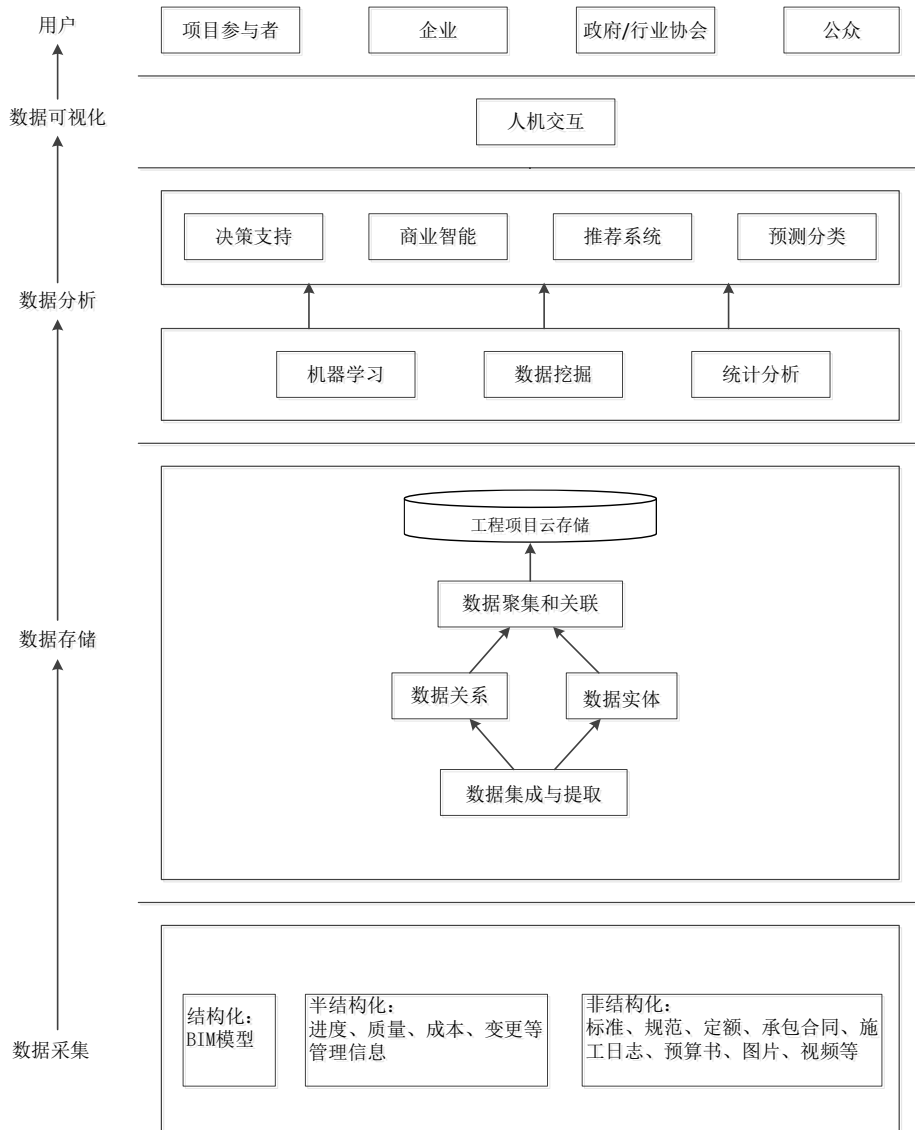 用户
项目参与者
企业
政府/行业协会
公众
数据可视化
人机交互
决策支持
商业智能
推荐系统
预测分类
数据分析
机器学习
数据挖掘
统计分析
工程项目云存储
数据聚集和关联
数据存储
数据关系
数据实体
数据集成与提取
数据采集
结构化：
BIM模型
半结构化：
进度、质量、成本、变更等
管理信息
非结构化：
标准、规范、定额、承包合同、施
工日志、预算书、图片、视频等